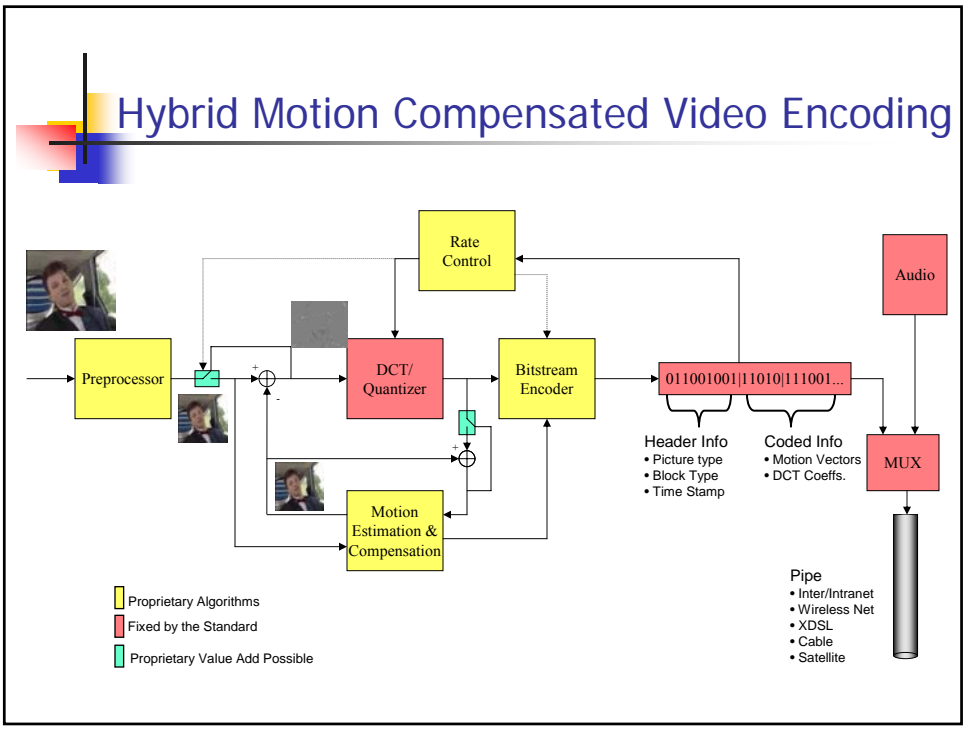 Hybrid Motion Compensated Video Encoding
Rate
Control
Audio
Preprocessor
+
-
DCT/
Quantizer
Bitstream
Encoder
011001001|11010|111001...
+
Header Info
• Picture type
• Block Type
• Time Stamp
Coded Info
• Motion Vectors
• DCT Coeffs.
MUX
Motion
Estimation &
Compensation
Pipe
• Inter/Intranet
• Wireless Net
• XDSL
• Cable
• Satellite
Proprietary Algorithms
Fixed by the Standard
Proprietary Value Add Possible